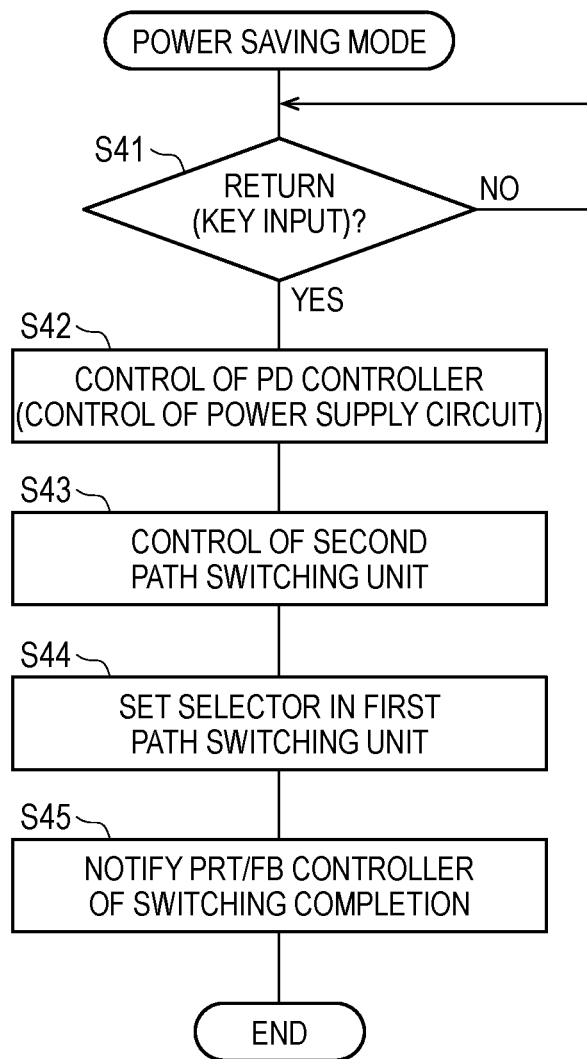 POWER SAVING MODE
S41
RETURN
(KEY INPUT)?
NO
YES
S42
CONTROL OF PD CONTROLLER
(CONTROL OF POWER SUPPLY CIRCUIT)
S43
CONTROL OF SECOND
PATH SWITCHING UNIT
S44
SET SELECTOR IN FIRST
PATH SWITCHING UNIT
S45
NOTIFY PRT/FB CONTROLLER
OF SWITCHING COMPLETION
END